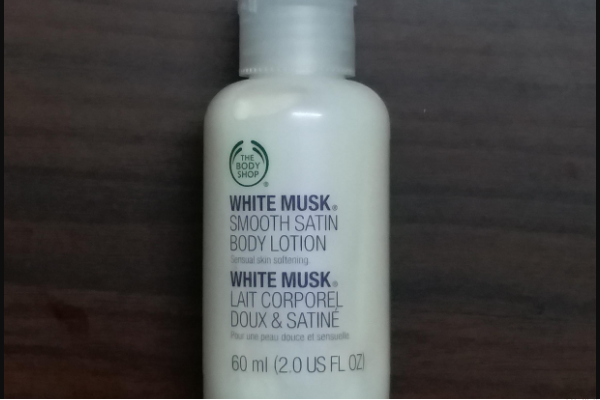 THE
BODY
SHOP
®
WHITE MUSK®
SMOOTH SATIN
BODY LOTION
Sensual skin softening.
WHITE MUSK®
LAIT CORPOREL
DOUX & SATINÉ
Pour une peau douce et sensuelle.
60 ml (2.0 US FL OZ)